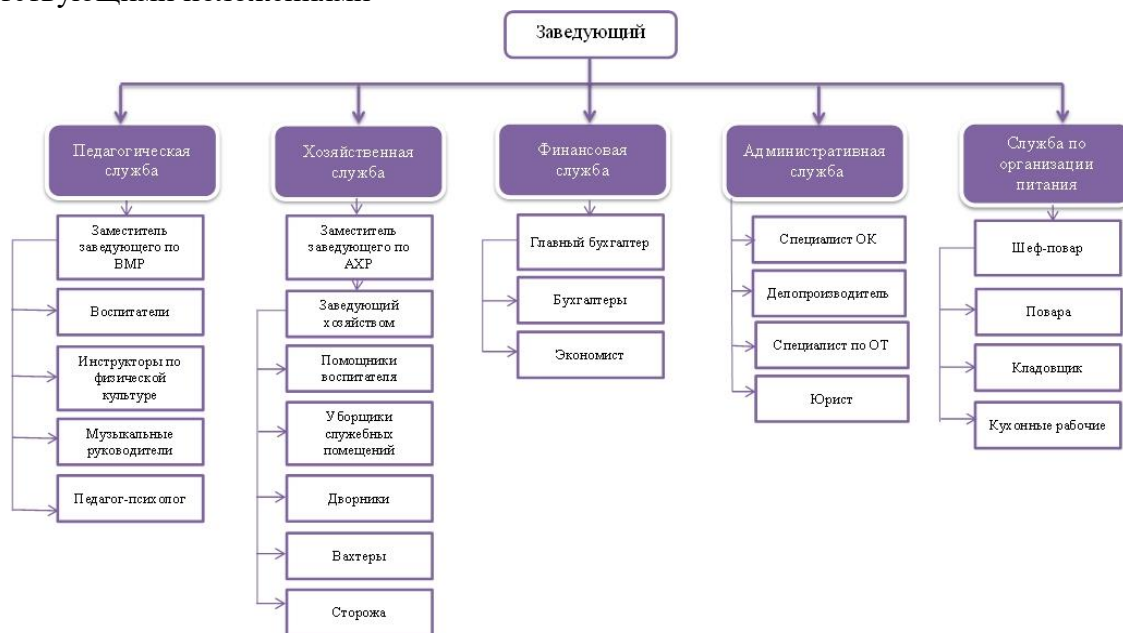 Заведующий
Педагогическая
служба
Хозяйственная
служба
Финансовая
служба
Административная
служба
Служба по
организации
питания
Заместитель
заведующего по
ВМР
Воспитатели
Инструкторы по
физической
культуре
Музыкальные
руководители
Педагог-психолог
Заместитель
заведующего по
АХР
Заведующий
хозяйством
Помощники
воспитателя
Уборщики
служебных
помещений
Дворники
Вахтеры
Сторожа
Главный бухгалтер
Бухгалтеры
Экономист
Специалист ОК
Делопроизводитель
Специалист по ОТ
Юрист
Шеф-повар
Повара
Кладовщик
Кухонные рабочие